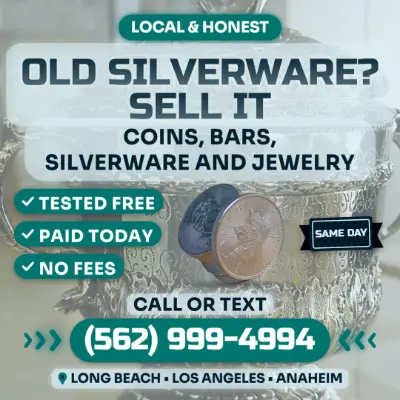 LOCAL & HONEST
OLD SILVERWARE?
SELL IT
COINS, BARS,
SILVERWARE AND JEWELRY
TESTED FREE
PAID TODAY
NO FEES
SAME DAY
CALL OR TEXT
(562) 999-4994
LONG BEACH ▪ LOS ANGELES ▪ ANAHEIM